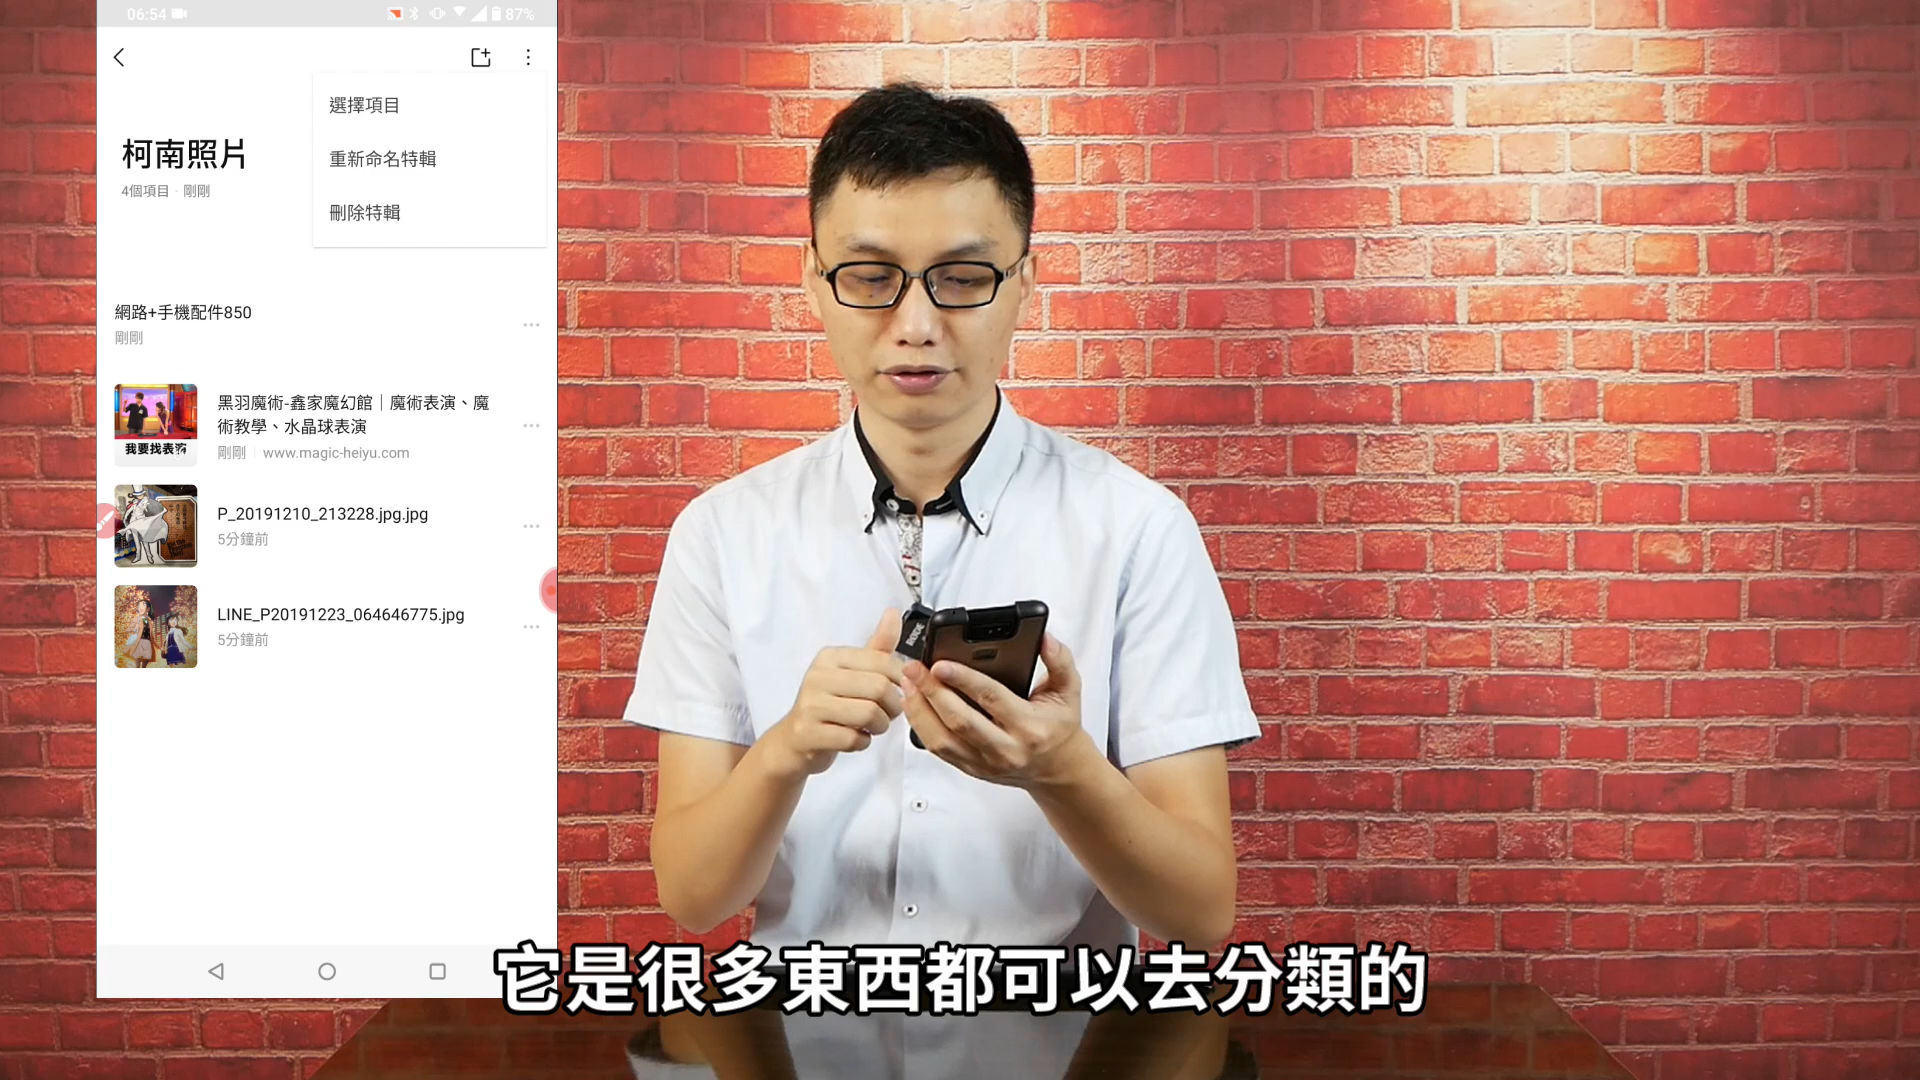 06:54
87%
選擇項目
重新命名特輯
刪除特輯
柯南照片
4個項目 · 剛剛
網路+手機配件850
剛剛
黑羽魔術-鑫家魔幻館｜魔術表演、魔
術教學、水晶球表演
剛剛 | www.magic-heiyu.com
我要找表演
P_20191210_213228.jpg.jpg
5分鐘前
LINE_P20191223_064646775.jpg
5分鐘前
它是很多東西都可以去分類的